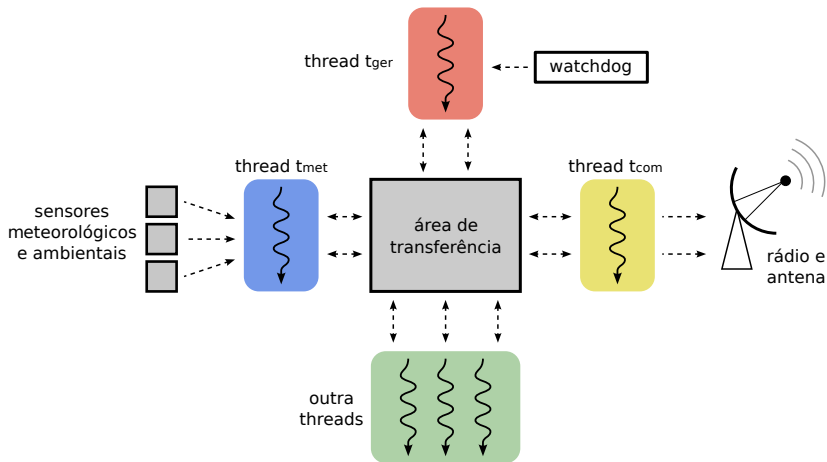 thread tger
watchdog
thread tmet
thread tcom
sensores
meteorológicos
e ambientais
área de
transferência
rádio e
antena
outra
threads